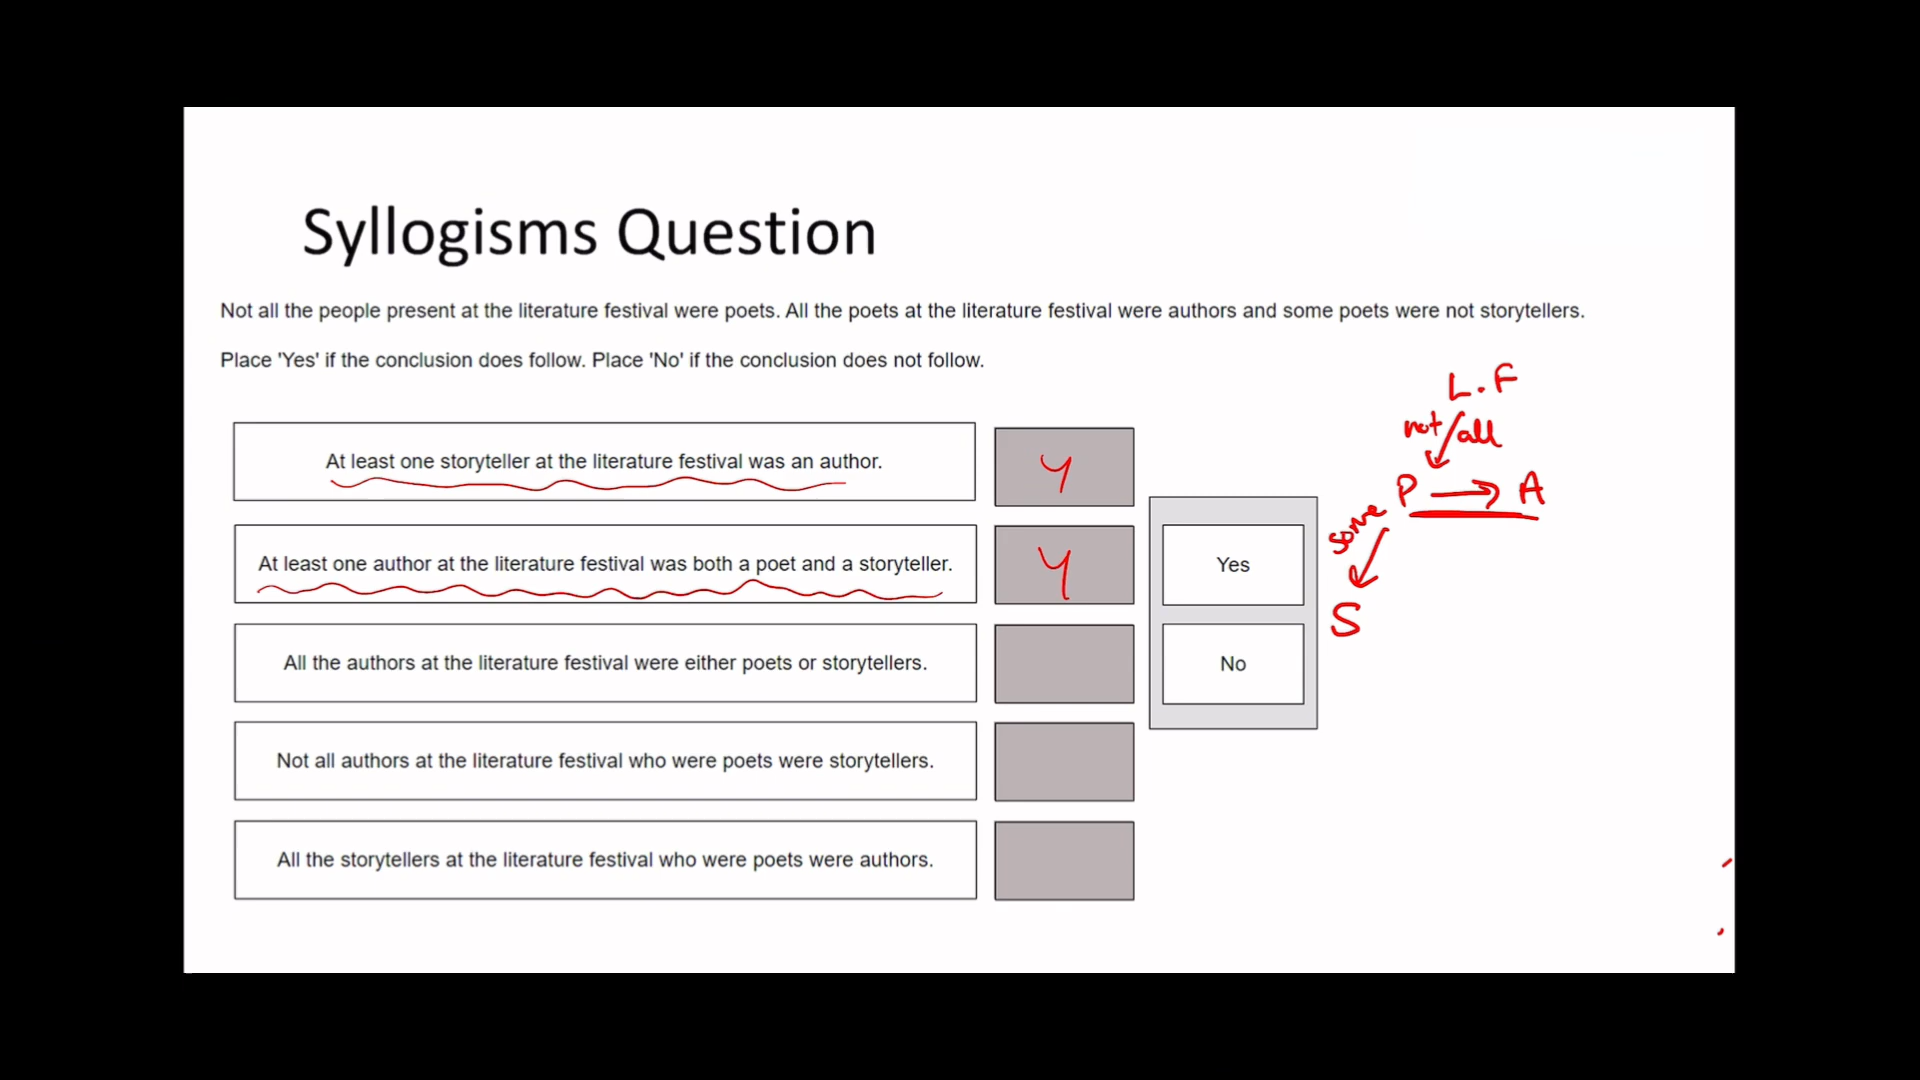 Syllogisms Question
Not all the people present at the literature festival were poets. All the poets at the literature festival were authors and some poets were not storytellers.
Place 'Yes' if the conclusion does follow. Place 'No' if the conclusion does not follow.
At least one storyteller at the literature festival was an author.
Y
At least one author at the literature festival was both a poet and a storyteller.
Y
All the authors at the literature festival were either poets or storytellers.
Not all authors at the literature festival who were poets were storytellers.
All the storytellers at the literature festival who were poets were authors.
Yes
No
L.F
not all
P → A
some
S